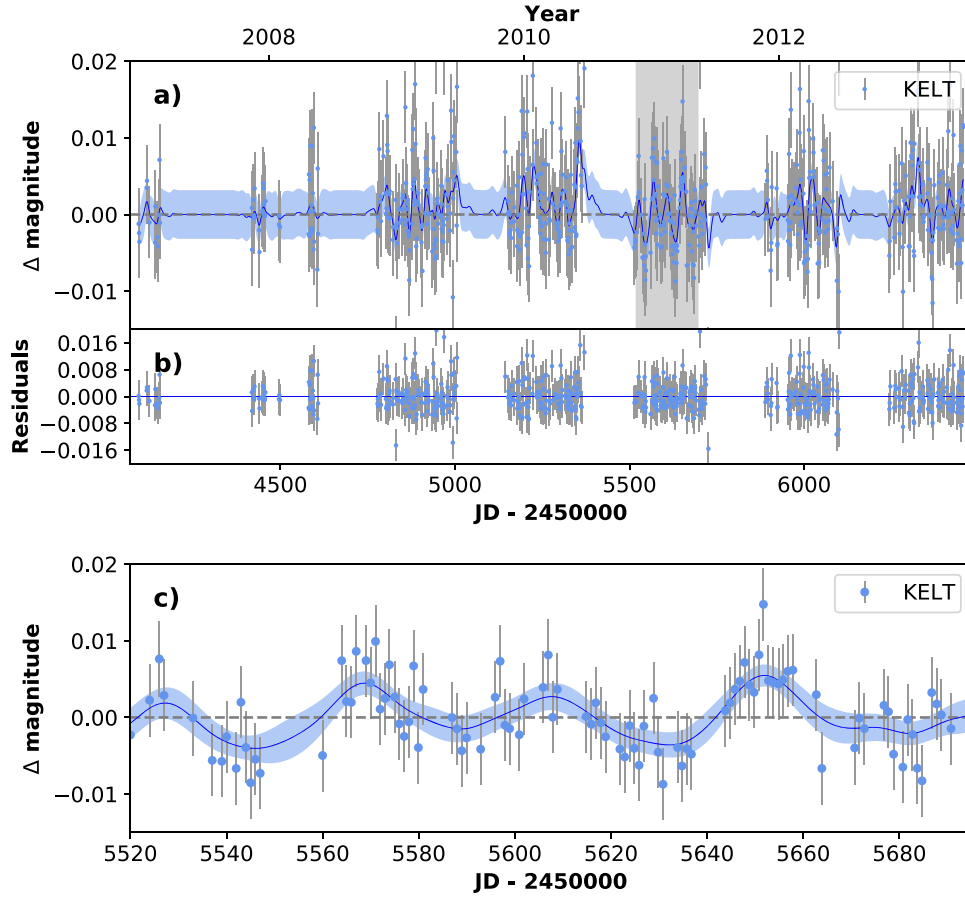 Year
2008 2010 2012
a)
KELT
0.02
0.01
0.00
−0.01
Δ magnitude
b)
0.016
0.008
0.000
−0.008
−0.016
Residuals
4500 5000 5500 6000
JD - 2450000
c)
KELT
0.02
0.01
0.00
−0.01
Δ magnitude
5520 5540 5560 5580 5600 5620 5640 5660 5680
JD - 2450000